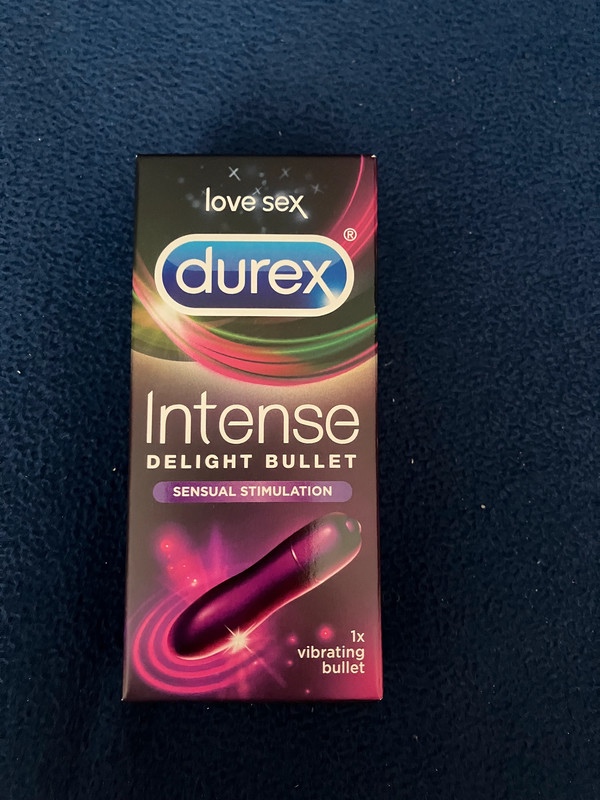 love sex
durex®
Intense
DELIGHT BULLET
SENSUAL STIMULATION
1x
vibrating
bullet